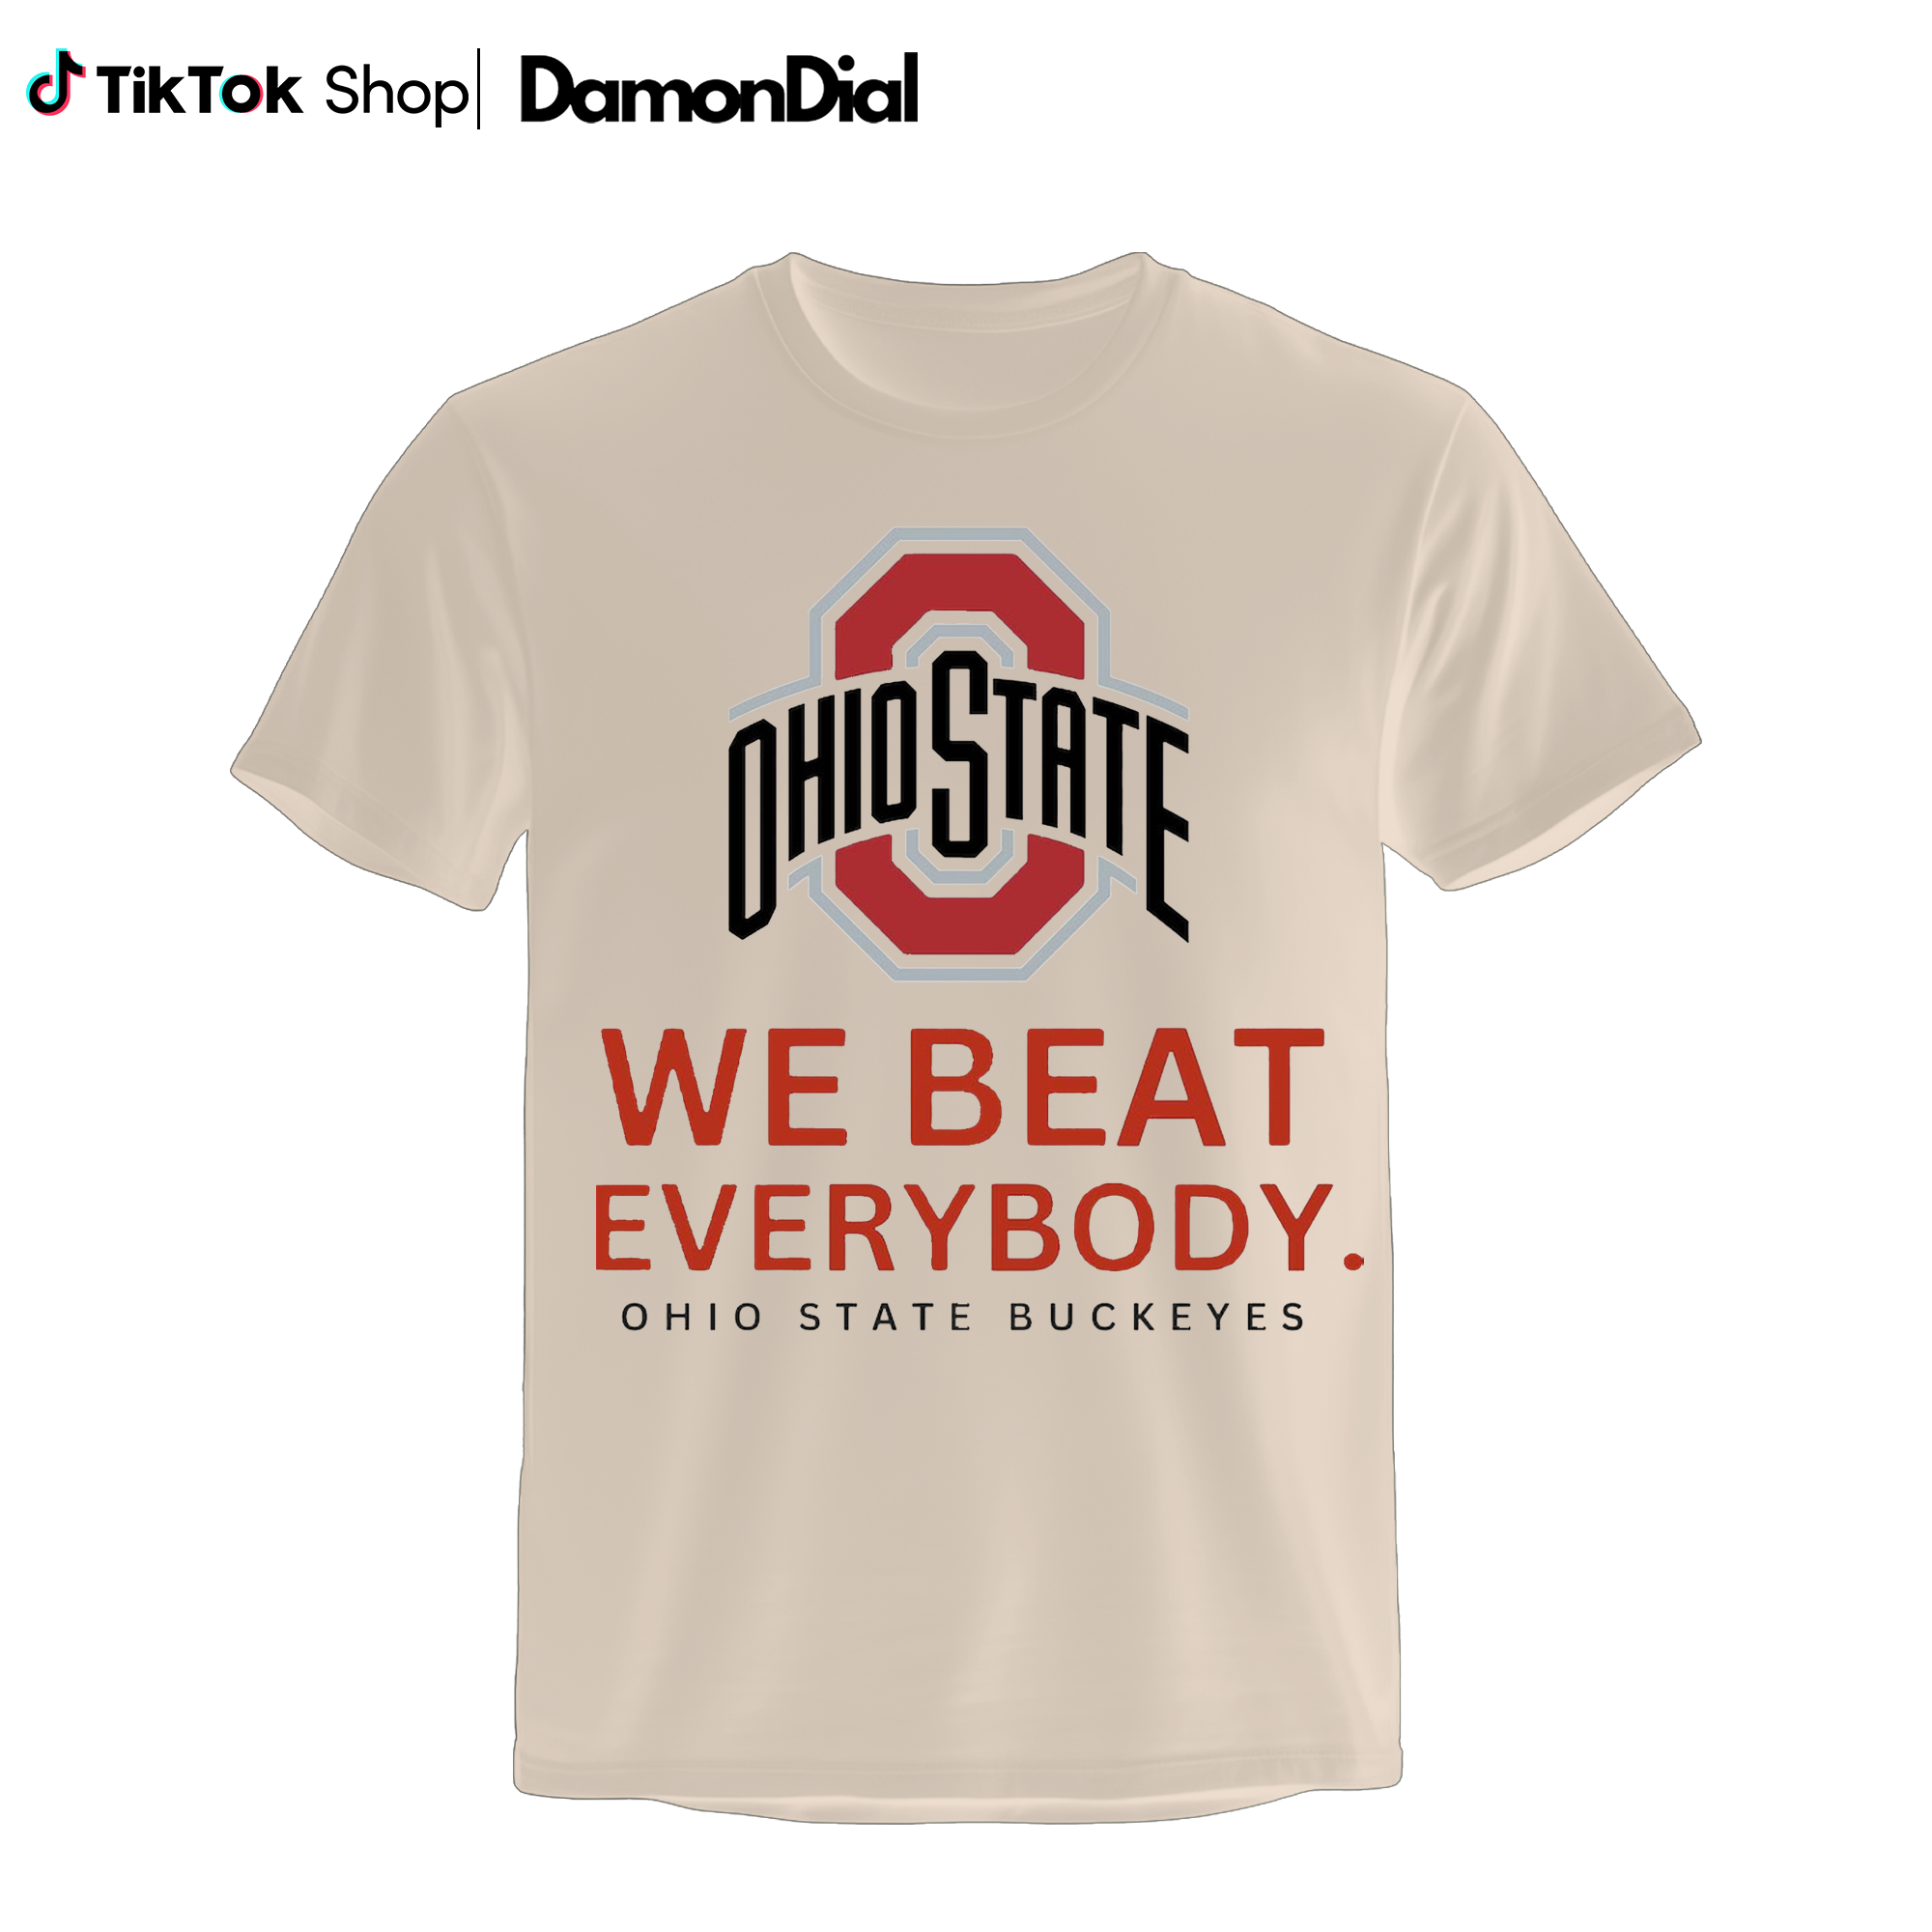 TikTok Shop | DamonDial
OHIO STATE
WE BEAT
EVERYBODY.
OHIO STATE BUCKEYES